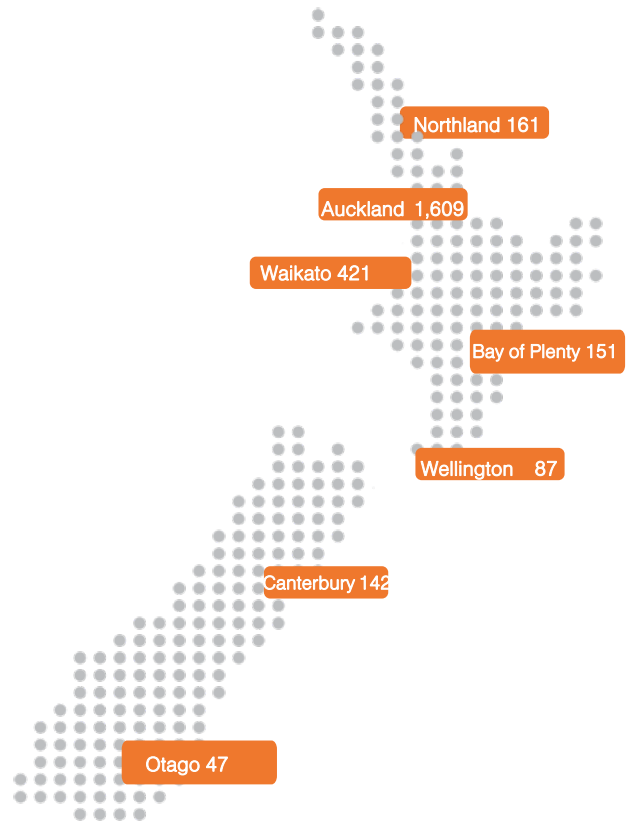 Northland 161
Auckland 1,609
Waikato 421
Bay of Plenty 151
Wellington 87
Canterbury 142
Otago 47